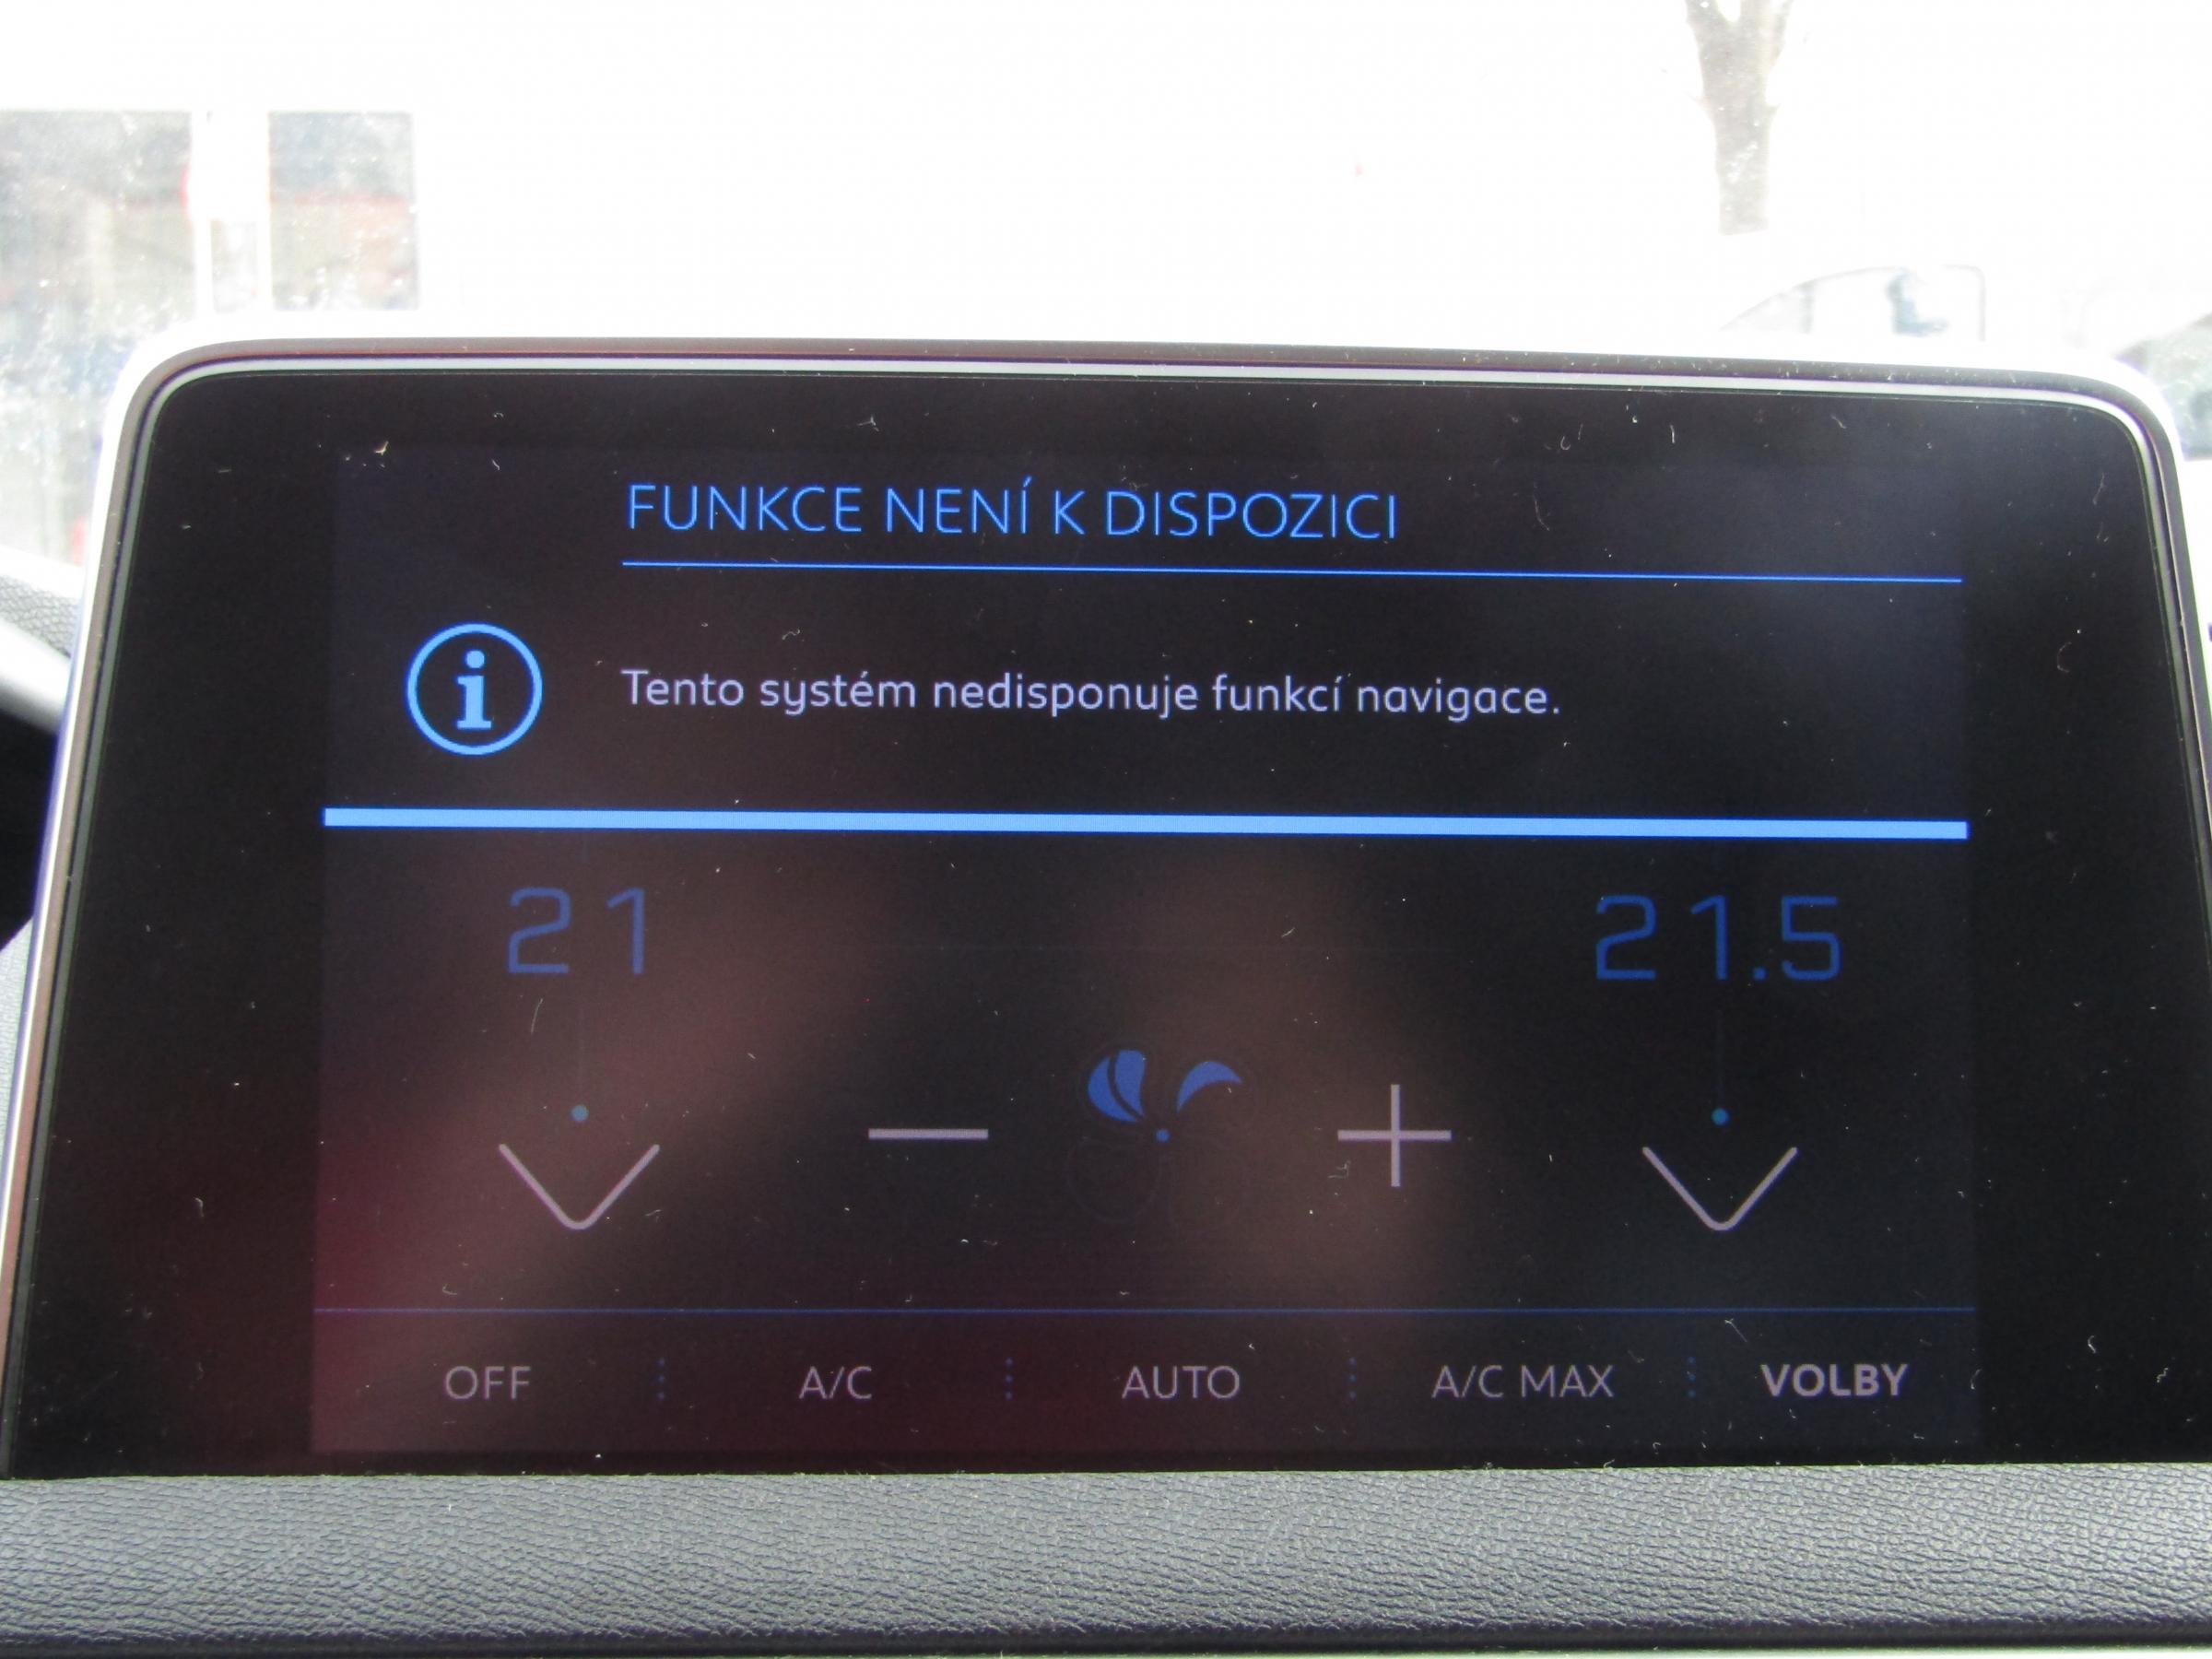 FUNKCE NENÍ K DISPOZICI
i
Tento systém nedisponuje funkcí navigace.
21 21.5
OFF A/C AUTO A/C MAX VOLBY